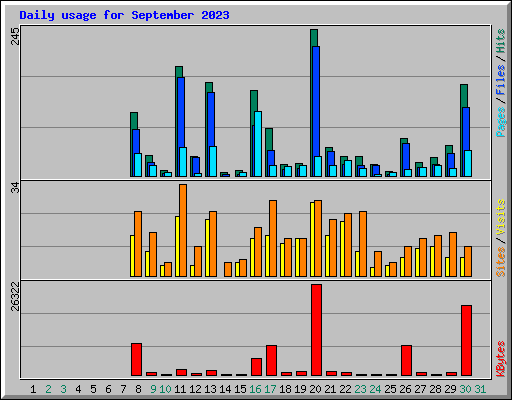 Daily usage for September 2023
245
34
26322
Pages / Files / Hits
Sites / Visits
KBytes
1 2 3 4 5 6 7 8 9 10 11 12 13 14 15 16 17 18 19 20 21 22 23 24 25 26 27 28 29 30 31